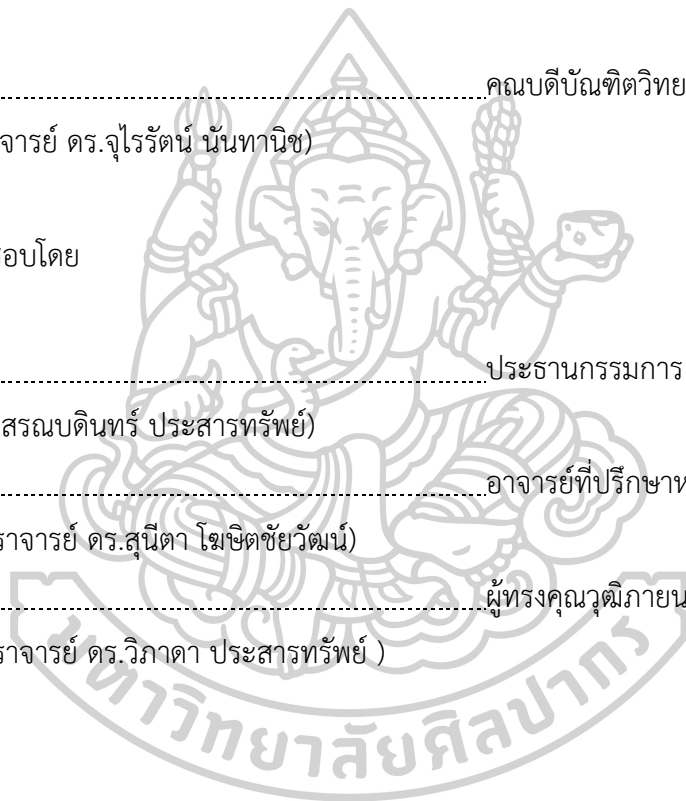 คณบดีบัณฑิตวิทย
จารย์ ดร.จุไรรัตน์ นันทานิช)
อบโดย
ประธานกรรมการ
สรณบดินทร์ ประสารทรัพย์)
อาจารย์ที่ปรึกษาห
ราจารย์ ดร.สุนีตา โฆษิตชัยวัฒน์)
ผู้ทรงคุณวุฒิภายน
ราจารย์ ดร.วิภาดา ประสารทรัพย์ )
มหาวิทยาลัยศิลปากร